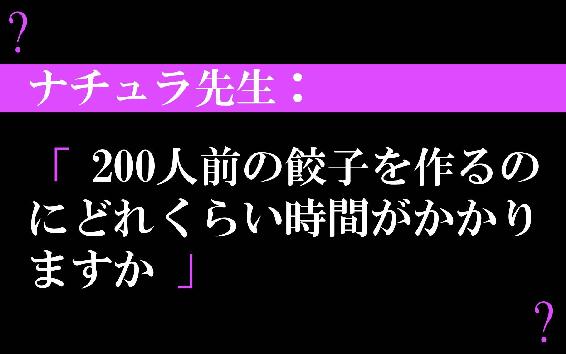 ?
ナチュラ先生：
「 200人前の餃子を作るの
にどれくらい時間がかかり
ますか 」
?